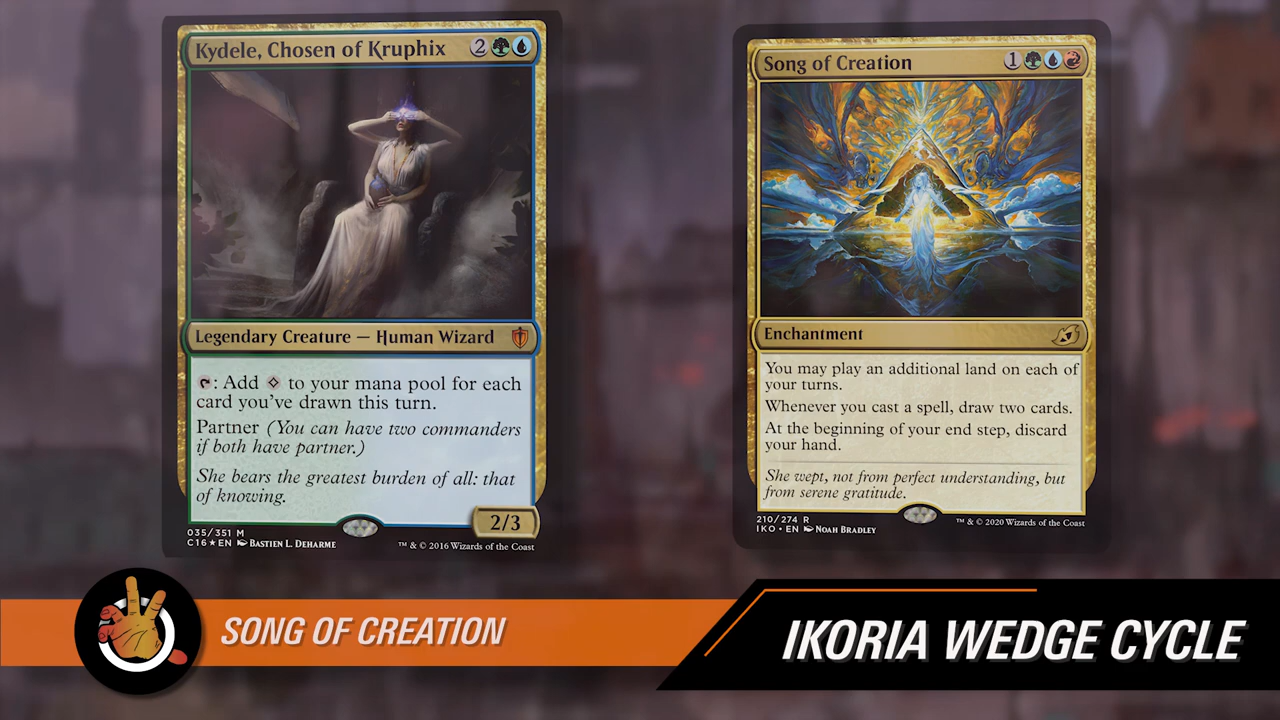 Kydele, Chosen of Kruphix 2
Legendary Creature — Human Wizard
: Add to your mana pool for each
card you've drawn this turn.
Partner (You can have two commanders
if both have partner.)
She bears the greatest burden of all: that
of knowing.
2/3
035/351 M
C16★EN Bastien L. Deharme
™ & © 2016 Wizards of the Coast
Song of Creation 1
Enchantment
You may play an additional land on each of
your turns.
Whenever you cast a spell, draw two cards.
At the beginning of your end step, discard
your hand.
She wept, not from perfect understanding, but
from serene gratitude.
210/274 R
IKO • EN Noah Bradley
™ & © 2020 Wizards of the Coast
SONG OF CREATION
IKORIA WEDGE CYCLE